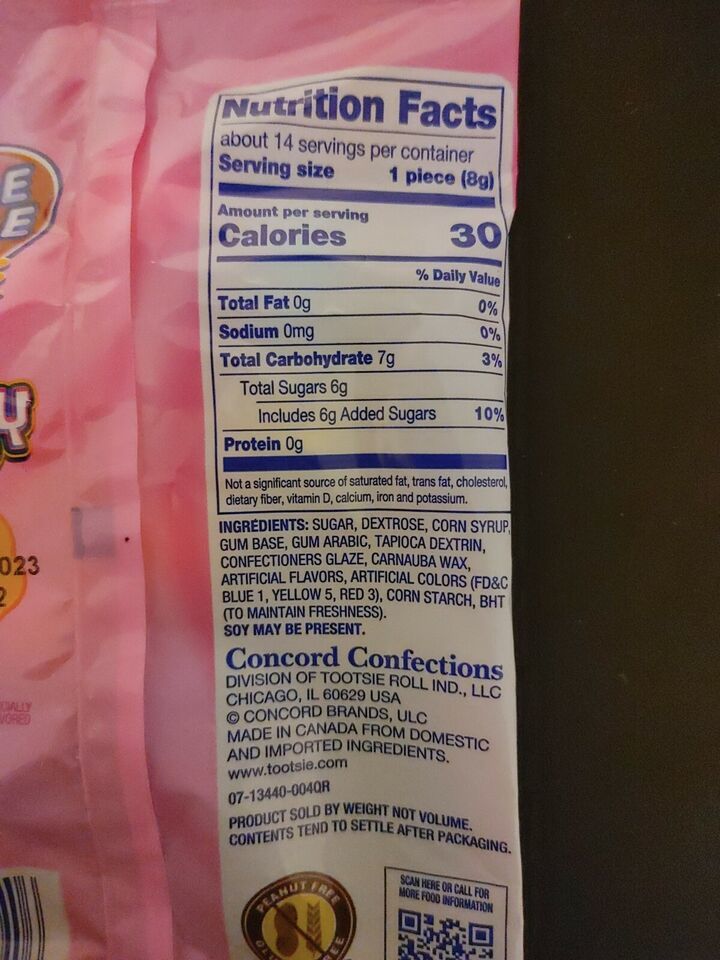 Nutrition Facts
about 14 servings per container
Serving size 1 piece (8g)
Amount per serving
Calories 30
% Daily Value
Total Fat 0g 0%
Sodium 0mg 0%
Total Carbohydrate 7g 3%
Total Sugars 6g
Includes 6g Added Sugars 10%
Protein 0g
Not a significant source of saturated fat, trans fat, cholesterol,
dietary fiber, vitamin D, calcium, iron and potassium.
INGREDIENTS: SUGAR, DEXTROSE, CORN SYRUP,
GUM BASE, GUM ARABIC, TAPIOCA DEXTRIN,
CONFECTIONERS GLAZE, CARNAUBA WAX,
ARTIFICIAL FLAVORS, ARTIFICIAL COLORS (FD&C
BLUE 1, YELLOW 5, RED 3), CORN STARCH, BHT
(TO MAINTAIN FRESHNESS).
SOY MAY BE PRESENT.
Concord Confections
DIVISION OF TOOTSIE ROLL IND., LLC
CHICAGO, IL 60629 USA
© CONCORD BRANDS, ULC
MADE IN CANADA FROM DOMESTIC
AND IMPORTED INGREDIENTS.
www.tootsie.com
07-13440-004QR
PRODUCT SOLD BY WEIGHT NOT VOLUME.
CONTENTS TEND TO SETTLE AFTER PACKAGING.
PEANUT FREE
SCAN HERE OR CALL FOR
MORE FOOD INFORMATION
E
E
023
2